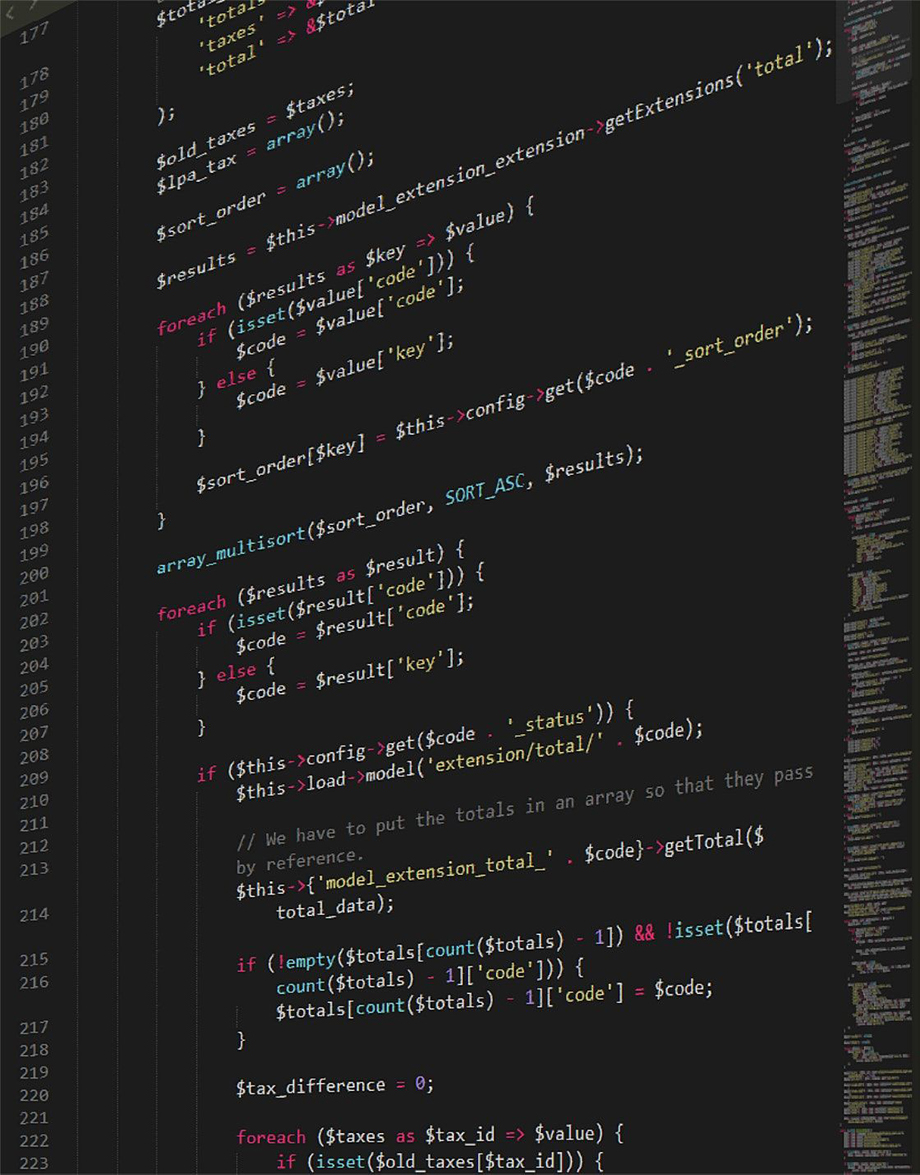 177
178
179
180
181
182
183
184
185
186
187
188
189
190
191
192
193
194
195
196
197
198
199
200
201
202
203
204
205
206
207
208
209
210
211
212
213
214
215
216
217
218
219
220
221
222
223
'totals'
'taxes' => &
'total' => &$total
);
$old_taxes = $taxes;
$lpa_tax = array();
$sort_order = array();
$results = $this->model_extension_extension->getExtensions('total');
foreach ($results as $key => $value) {
if (isset($value['code'])) {
$code = $value['code'];
} else {
$code = $value['key'];
}
$sort_order[$key] = $this->config->get($code . '_sort_order');
}
array_multisort($sort_order, SORT_ASC, $results);
foreach ($results as $result) {
if (isset($result['code'])) {
$code = $result['code'];
} else {
$code = $result['key'];
}
if ($this->config->get($code . '_status')) {
$this->load->model('extension/total/' . $code);
// We have to put the totals in an array so that they pass
by reference.
$this->{'model_extension_total_' . $code}->getTotal($
total_data);
if (!empty($totals[count($totals) - 1]) && !isset($totals[
count($totals) - 1]['code'])) {
$totals[count($totals) - 1]['code'] = $code;
}
$tax_difference = 0;
foreach ($taxes as $tax_id => $value) {
if (isset($old_taxes[$tax_id])) {